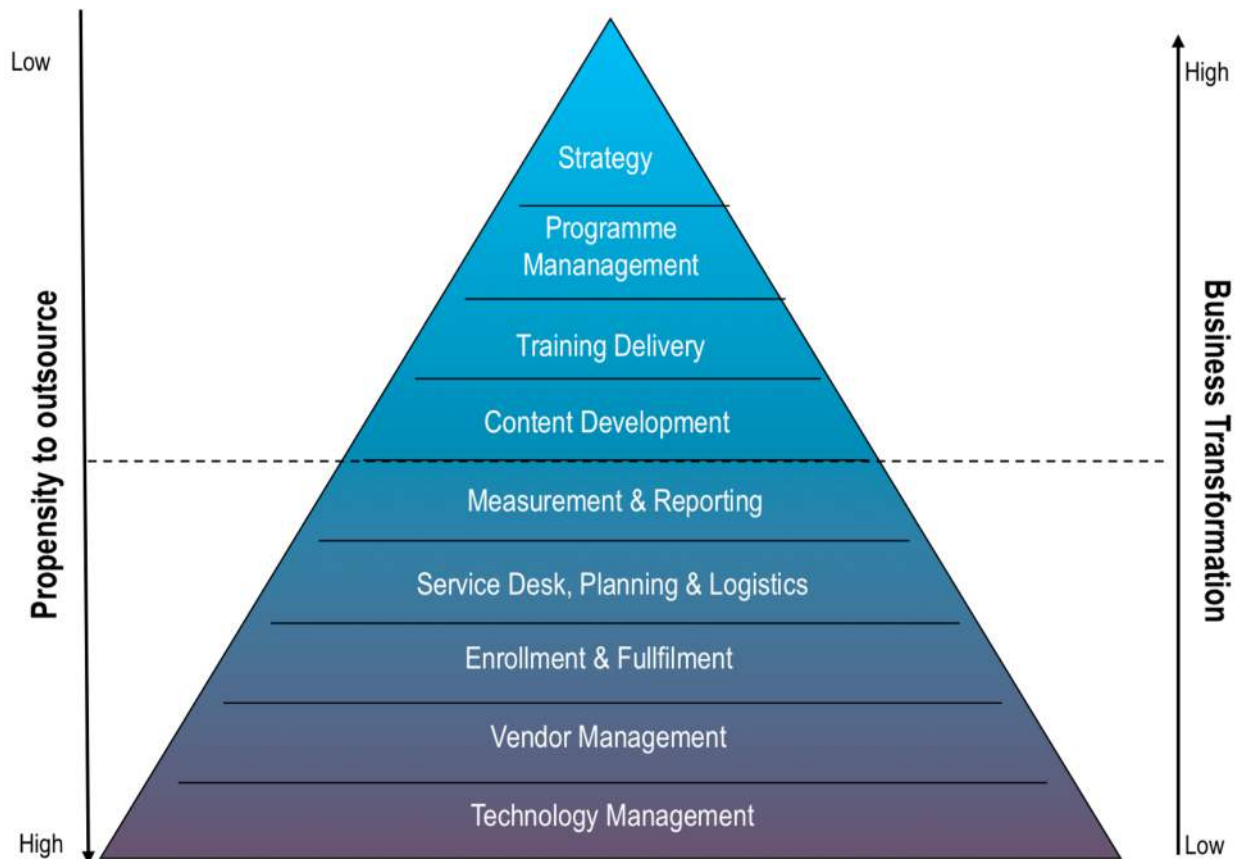 Low
High
Strategy
Programme
Mananagement
Training Delivery
Content Development
Propensity to outsource
Business Transformation
Measurement & Reporting
Service Desk, Planning & Logistics
Enrollment & Fullfilment
Vendor Management
Technology Management
High
Low